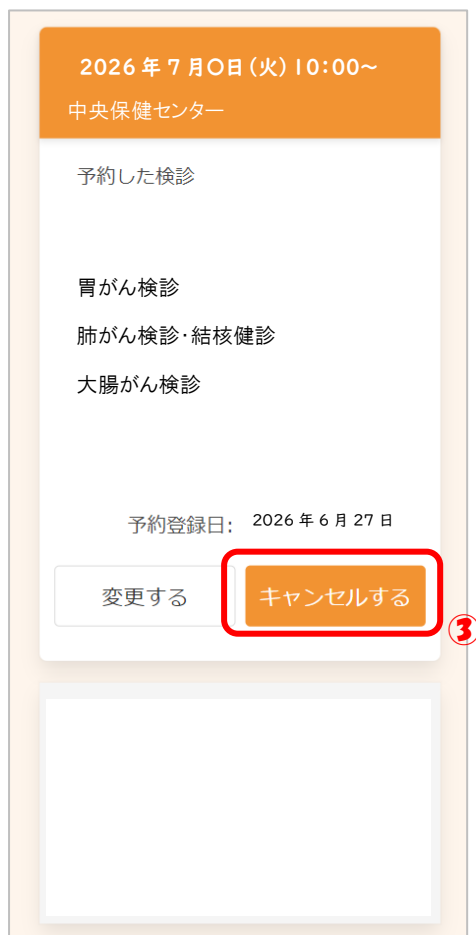 2026年7月〇日(火)10:00~
中央保健センター
予約した検診
胃がん検診
肺がん検診・結核健診
大腸がん検診
予約登録日: 2026年6月27日
変更する キャンセルする
③